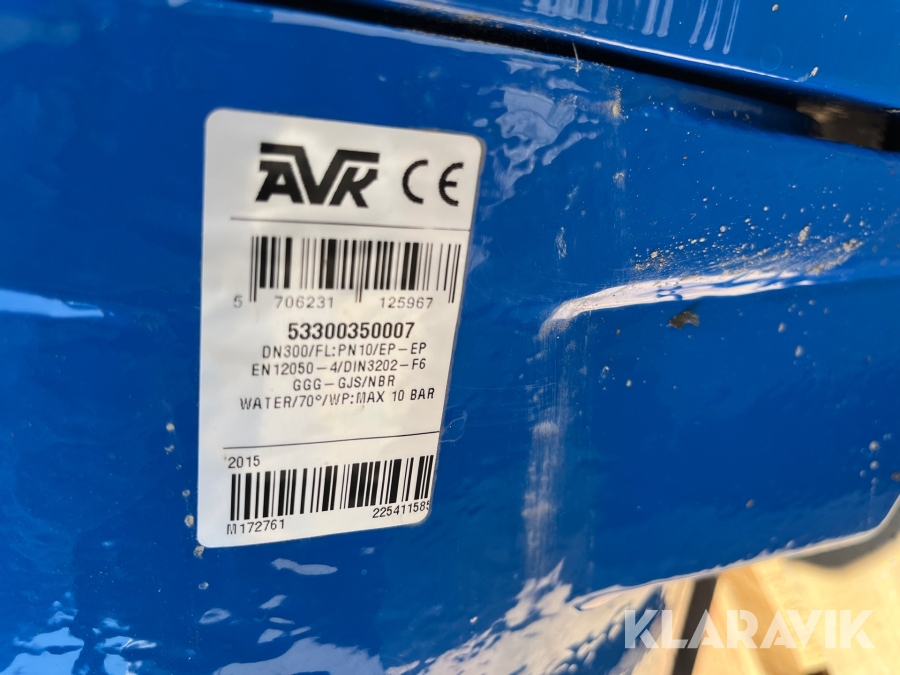 AVK CE
5 706231 125967
53300350007
DN300/FL:PN10/EP-EP
EN12050-4/DIN3202-F6
GGG-GJS/NBR
WATER/70°/WP:MAX 10 BAR
2015
M172761 225411585
KLARAVIK